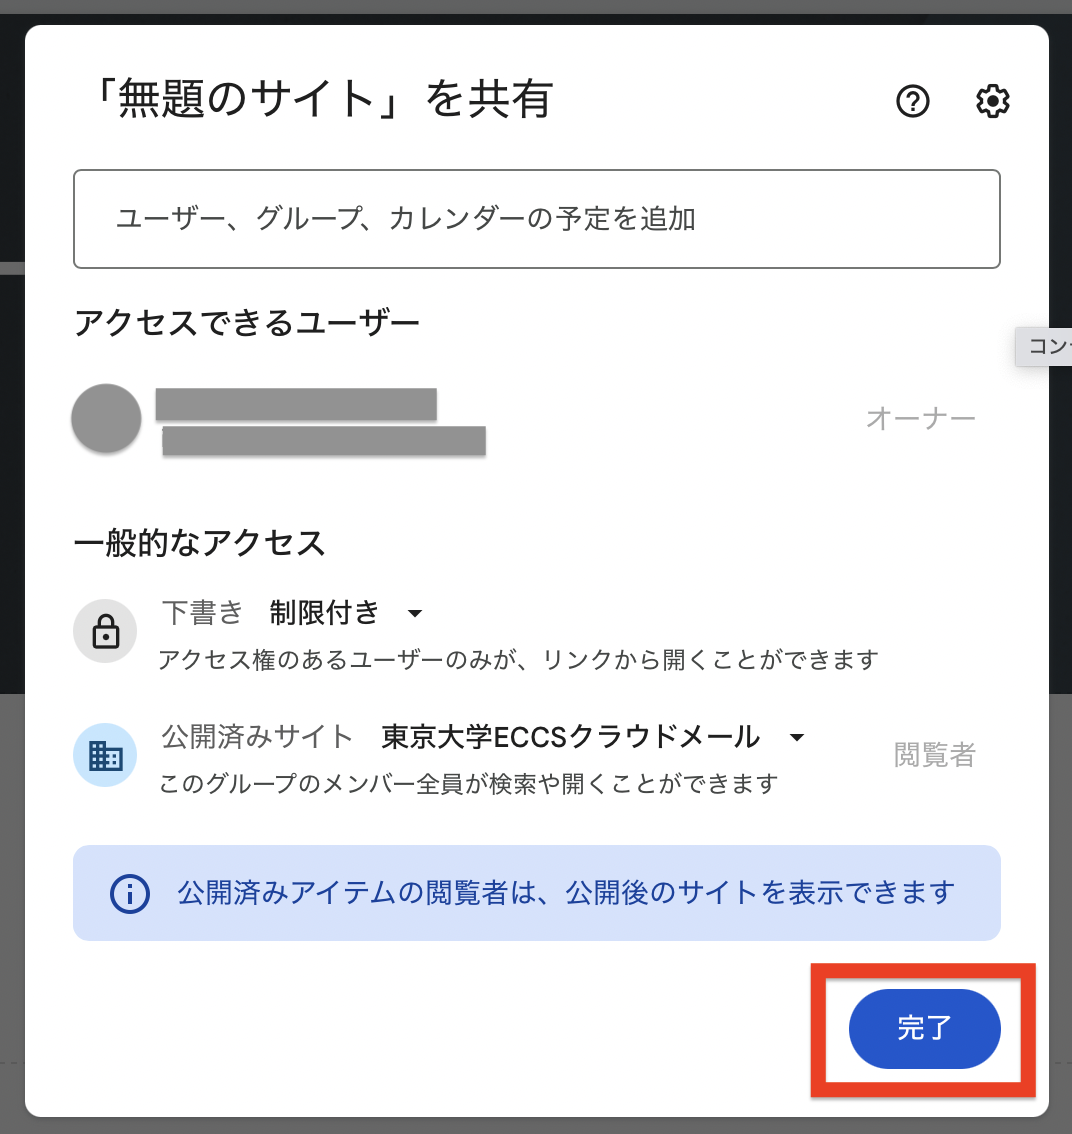 「無題のサイト」を共有
ユーザー、グループ、カレンダーの予定を追加
アクセスできるユーザー
コン
オーナー
一般的なアクセス
下書き 制限付き
アクセス権のあるユーザーのみが、リンクから開くことができます
公開済みサイト 東京大学ECCSクラウドメール
閲覧者
このグループのメンバー全員が検索や開くことができます
公開済みアイテムの閲覧者は、公開後のサイトを表示できます
完了